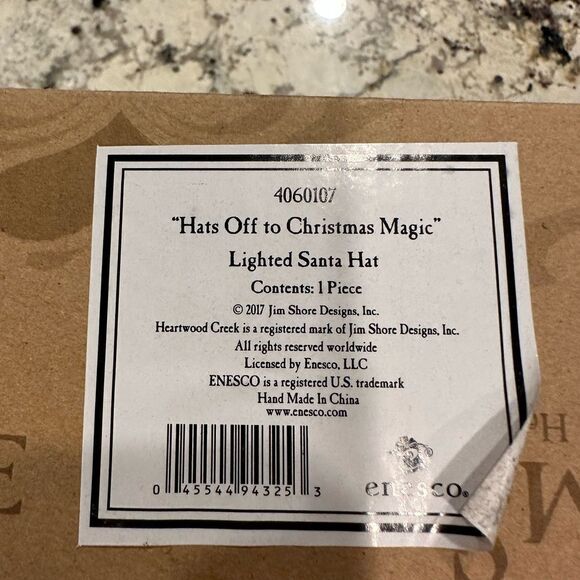 4060107
“Hats Off to Christmas Magic”
Lighted Santa Hat
Contents: 1 Piece
© 2017 Jim Shore Designs, Inc.
Heartwood Creek is a registered mark of Jim Shore Designs, Inc.
All rights reserved worldwide
Licensed by Enesco, LLC
ENESCO is a registered U.S. trademark
Hand Made In China
www.enesco.com
0 45544 94325 3
enesco®